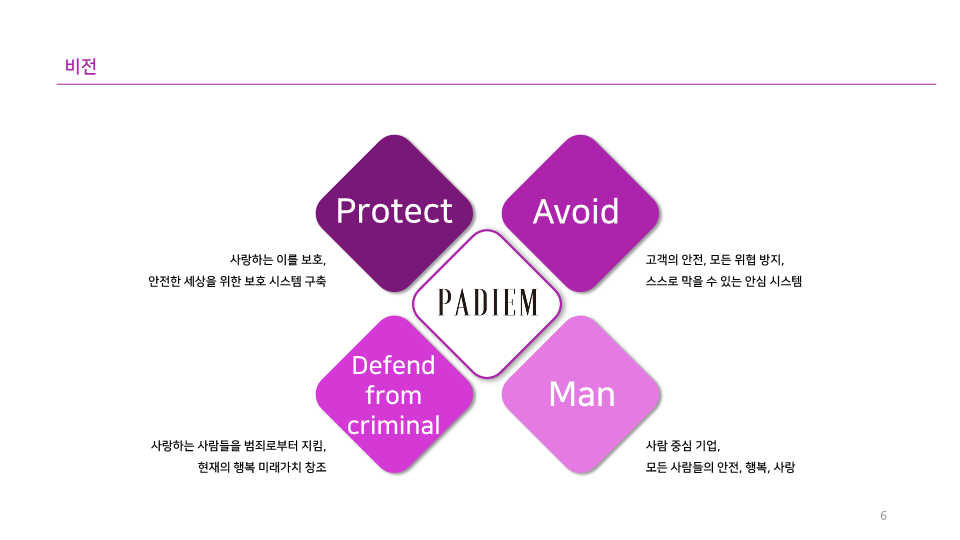 비전
Protect
사랑하는 이를 보호,
안전한 세상을 위한 보호 시스템 구축
Avoid
고객의 안전, 모든 위협 방지,
스스로 막을 수 있는 안심 시스템
PADIEM
Defend
from
criminal
사랑하는 사람들을 범죄로부터 지킴,
현재의 행복 미래가치 창조
Man
사람 중심 기업,
모든 사람들의 안전, 행복, 사랑
6